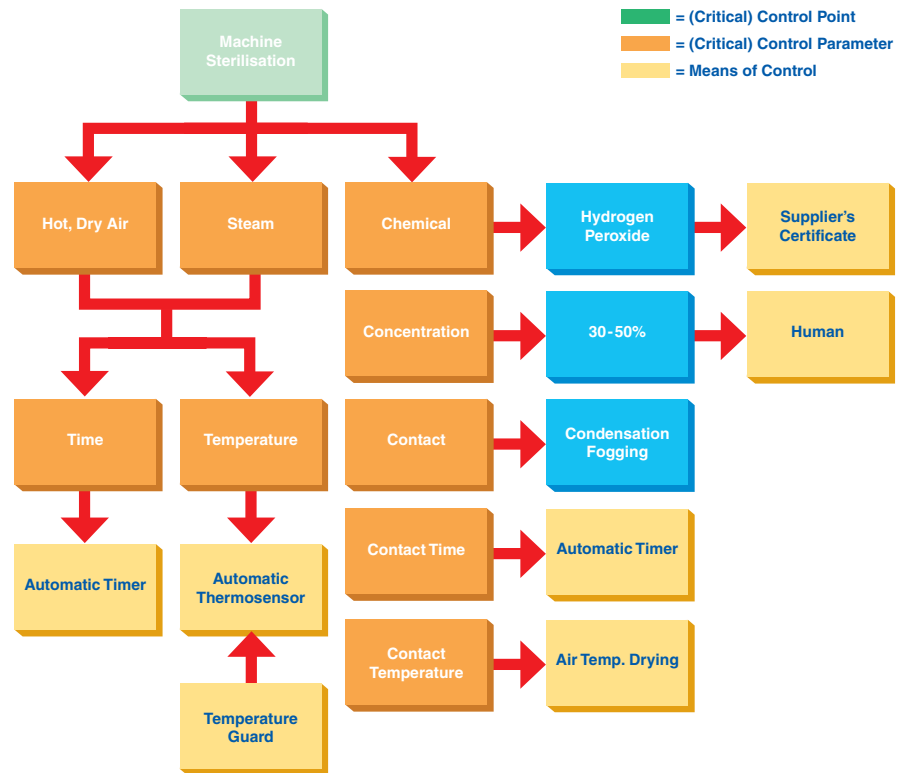 Machine
Sterilisation
= (Critical) Control Point
= (Critical) Control Parameter
= Means of Control
Hot, Dry Air
Steam
Chemical
Hydrogen
Peroxide
Supplier's
Certificate
Concentration
30-50%
Human
Time
Temperature
Contact
Condensation
Fogging
Automatic Timer
Automatic
Thermosensor
Contact Time
Automatic Timer
Contact
Temperature
Air Temp. Drying
Temperature
Guard